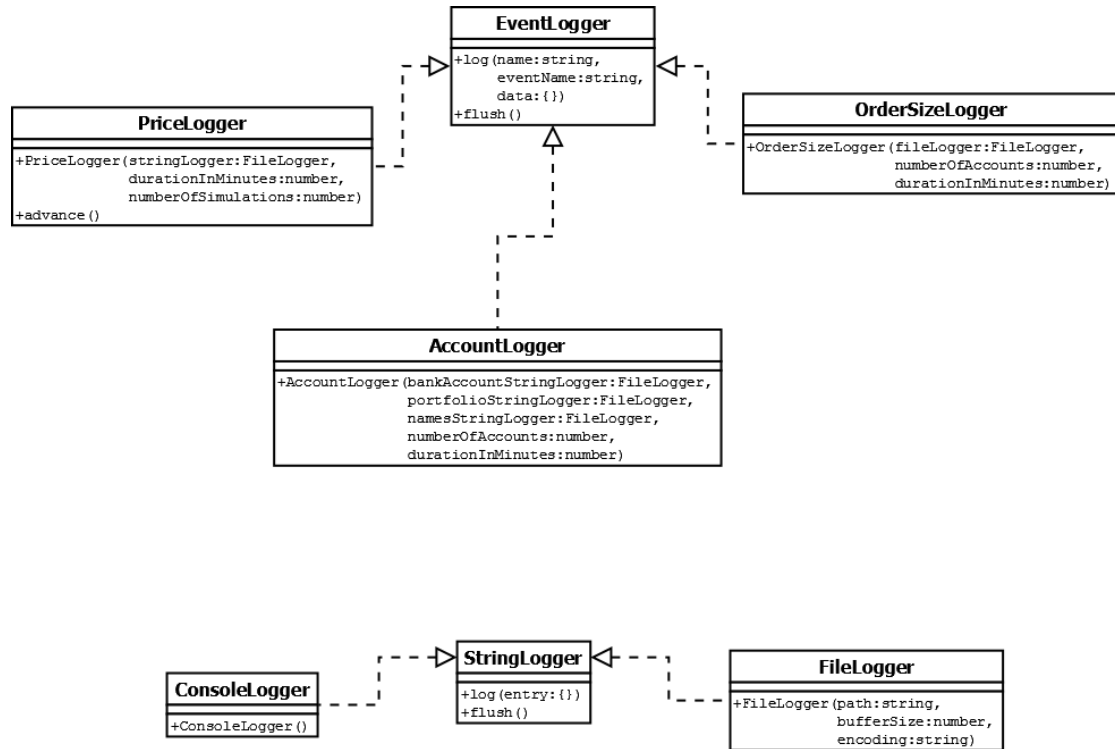 EventLogger
+log(name:string,
eventName:string,
data:{})
+flush()
PriceLogger
+PriceLogger(stringLogger:FileLogger,
durationInMinutes:number,
numberOfSimulations:number)
+advance()
OrderSizeLogger
+OrderSizeLogger(fileLogger:FileLogger,
numberOfAccounts:number,
durationInMinutes:number)
AccountLogger
+AccountLogger(bankAccountStringLogger:FileLogger,
portfolioStringLogger:FileLogger,
namesStringLogger:FileLogger,
numberOfAccounts:number,
durationInMinutes:number)
ConsoleLogger
+ConsoleLogger()
StringLogger
+log(entry:{})
+flush()
FileLogger
+FileLogger(path:string,
bufferSize:number,
encoding:string)